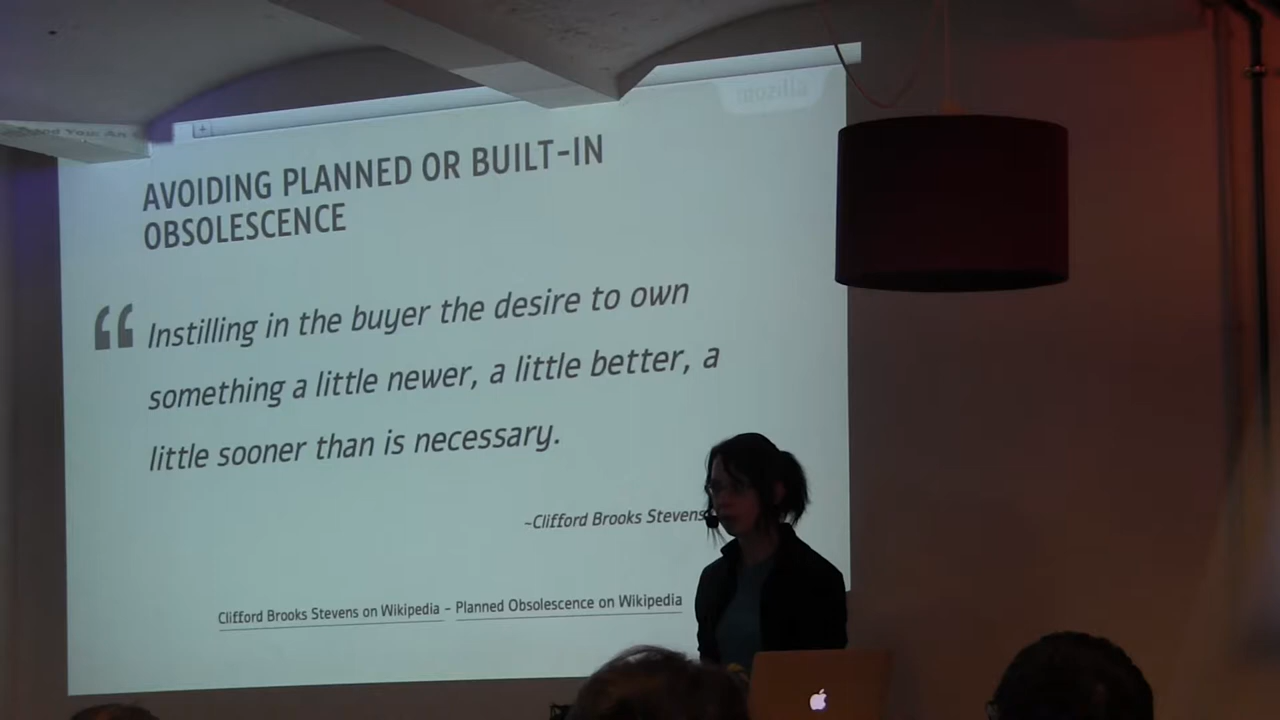 mozilla
AVOIDING PLANNED OR BUILT-IN
OBSOLESCENCE
“ Instilling in the buyer the desire to own
something a little newer, a little better, a
little sooner than is necessary.
~Clifford Brooks Stevens
Clifford Brooks Stevens on Wikipedia – Planned Obsolescence on Wikipedia